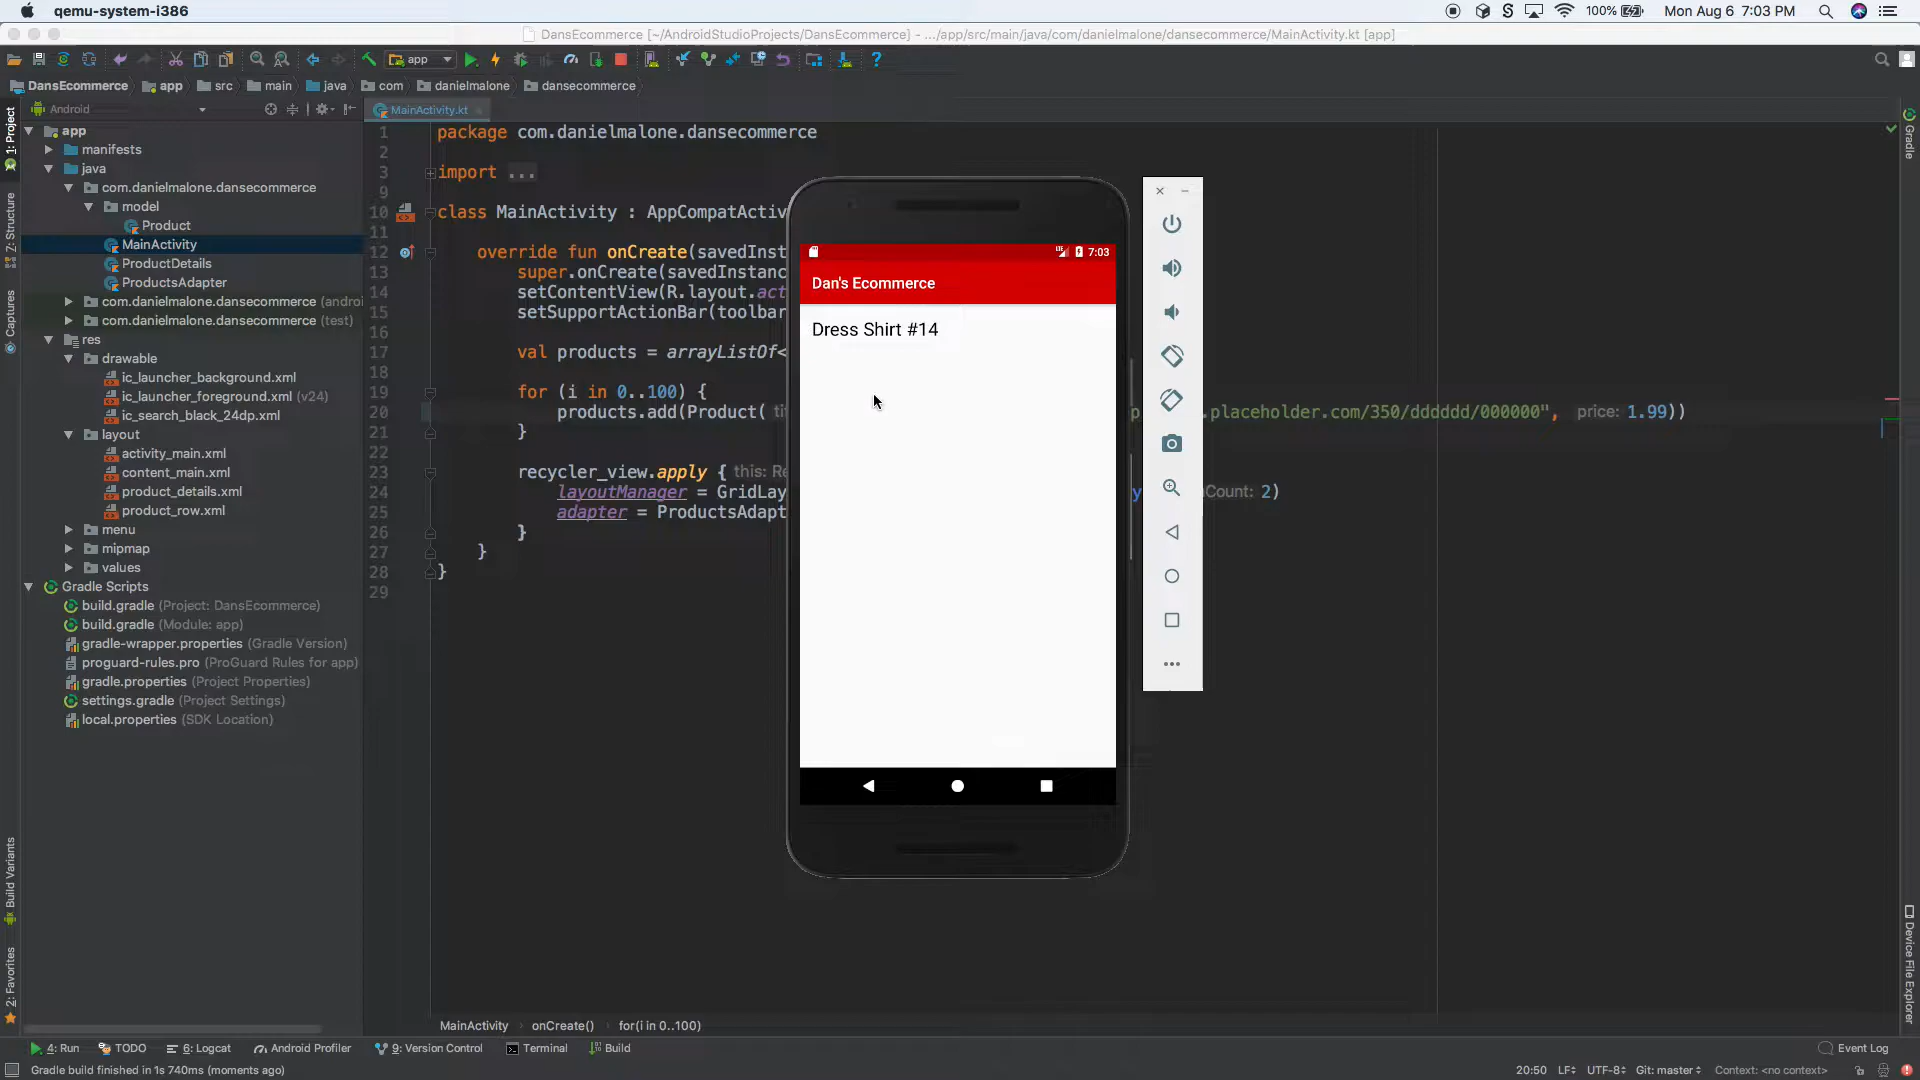 qemu-system-i386
100%
Mon Aug 6 7:03 PM
DansEcommerce [~/AndroidStudioProjects/DansEcommerce] - .../app/src/main/java/com/danielmalone/dansecommerce/MainActivity.kt [app]
app
DansEcommerce
app
src
main
java
com
danielmalone
dansecommerce
1: Project
Z: Structure
Captures
Build Variants
2: Favorites
Android
app
manifests
java
com.danielmalone.dansecommerce
model
Product
MainActivity
ProductDetails
ProductsAdapter
com.danielmalone.dansecommerce (androi
com.danielmalone.dansecommerce (test)
res
drawable
ic_launcher_background.xml
ic_launcher_foreground.xml (v24)
ic_search_black_24dp.xml
layout
activity_main.xml
content_main.xml
product_details.xml
product_row.xml
menu
mipmap
values
Gradle Scripts
build.gradle (Project: DansEcommerce)
build.gradle (Module: app)
gradle-wrapper.properties (Gradle Version)
proguard-rules.pro (ProGuard Rules for app)
gradle.properties (Project Properties)
settings.gradle (Project Settings)
local.properties (SDK Location)
MainActivity.kt
1 package com.danielmalone.dansecommerce
2
3 import ...
9
10 class MainActivity : AppCompatActiv
11
12 override fun onCreate(savedInst
13 super.onCreate(savedInstanc
14 setContentView(R.layout.act
15 setSupportActionBar(toolbar
16
17 val products = arrayListOf<
18
19 for (i in 0..100) {
20 products.add(Product( ti p .placeholder.com/350/dddddd/000000", price: 1.99))
21 }
22
23 recycler_view.apply { this: Re
24 layoutManager = GridLay y nCount: 2)
25 adapter = ProductsAdapt
26 }
27 }
28 }
29
7:03
Dan's Ecommerce
Dress Shirt #14
Gradle
Device File Explorer
MainActivity
onCreate()
for(i in 0..100)
4: Run
TODO
6: Logcat
Android Profiler
9: Version Control
Terminal
Build
Event Log
Gradle build finished in 1s 740ms (moments ago)
20:50
LF
UTF-8
Git: master
Context: <no context>